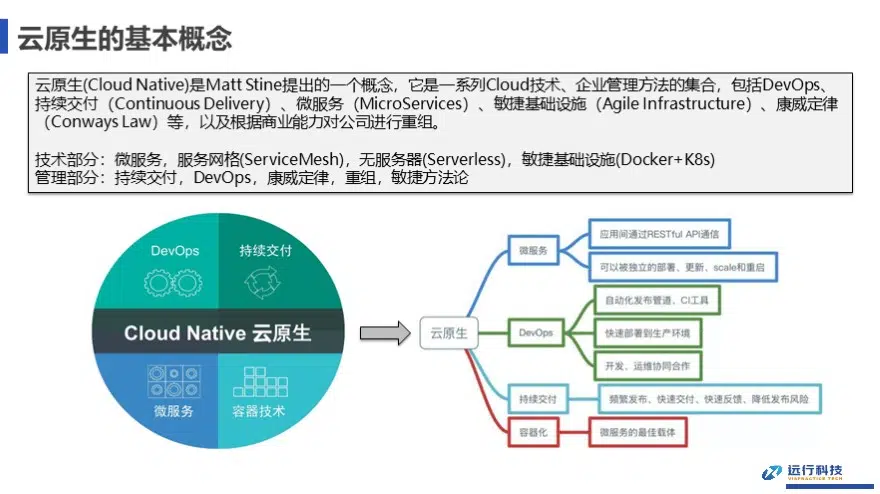 云原生的基本概念
云原生(Cloud Native)是Matt Stine提出的一个概念，它是一系列Cloud技术、企业管理方法的集合，包括DevOps、
持续交付（Continuous Delivery）、微服务（MicroServices）、敏捷基础设施（Agile Infrastructure）、康威定律
（Conways Law）等，以及根据商业能力对公司进行重组。
技术部分：微服务，服务网格(ServiceMesh)，无服务器(Serverless)，敏捷基础设施(Docker+K8s)
管理部分：持续交付，DevOps，康威定律，重组，敏捷方法论
DevOps
持续交付
Cloud Native 云原生
微服务
容器技术
云原生
微服务
应用间通过RESTful API通信
可以被独立的部署、更新、scale和重启
DevOps
自动化发布管道、CI工具
快速部署到生产环境
开发、运维协同合作
持续交付
频繁发布、快速交付、快速反馈、降低发布风险
容器化
微服务的最佳载体
远行科技
VISPRACTICE TECH